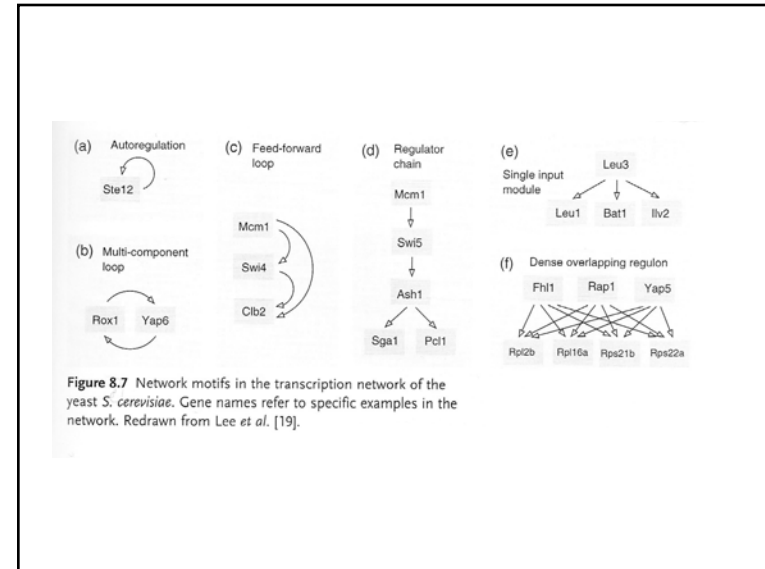 (a) Autoregulation
Ste12
(b) Multi-component
loop
Rox1 Yap6
(c) Feed-forward
loop
Mcm1
Swi4
Clb2
(d) Regulator
chain
Mcm1
Swi5
Ash1
Sga1 Pcl1
(e)
Single input
module
Leu3
Leu1 Bat1 Ilv2
(f) Dense overlapping regulon
Fhl1 Rap1 Yap5
Rpl2b Rpl16a Rps21b Rps22a
Figure 8.7 Network motifs in the transcription network of the
yeast S. cerevisiae. Gene names refer to specific examples in the
network. Redrawn from Lee et al. [19].